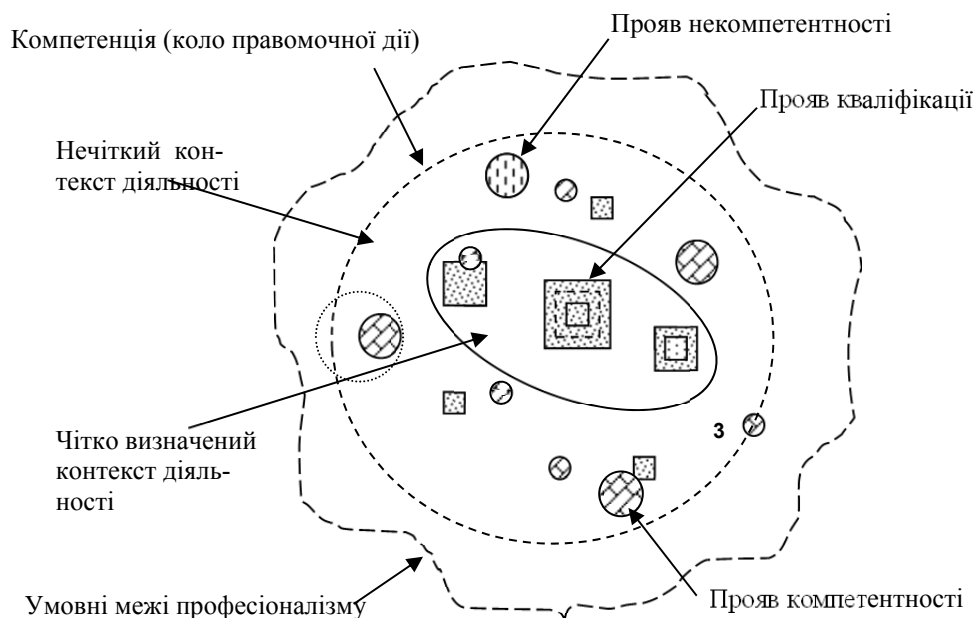 Прояв некомпетентності
Компетенція (коло правомочної дії)
Прояв кваліфікації
Нечіткий кон-
текст діяльності
3
Чітко визначений
контекст діяль-
ності
Умовні межі професіоналізму
Прояв компетентності